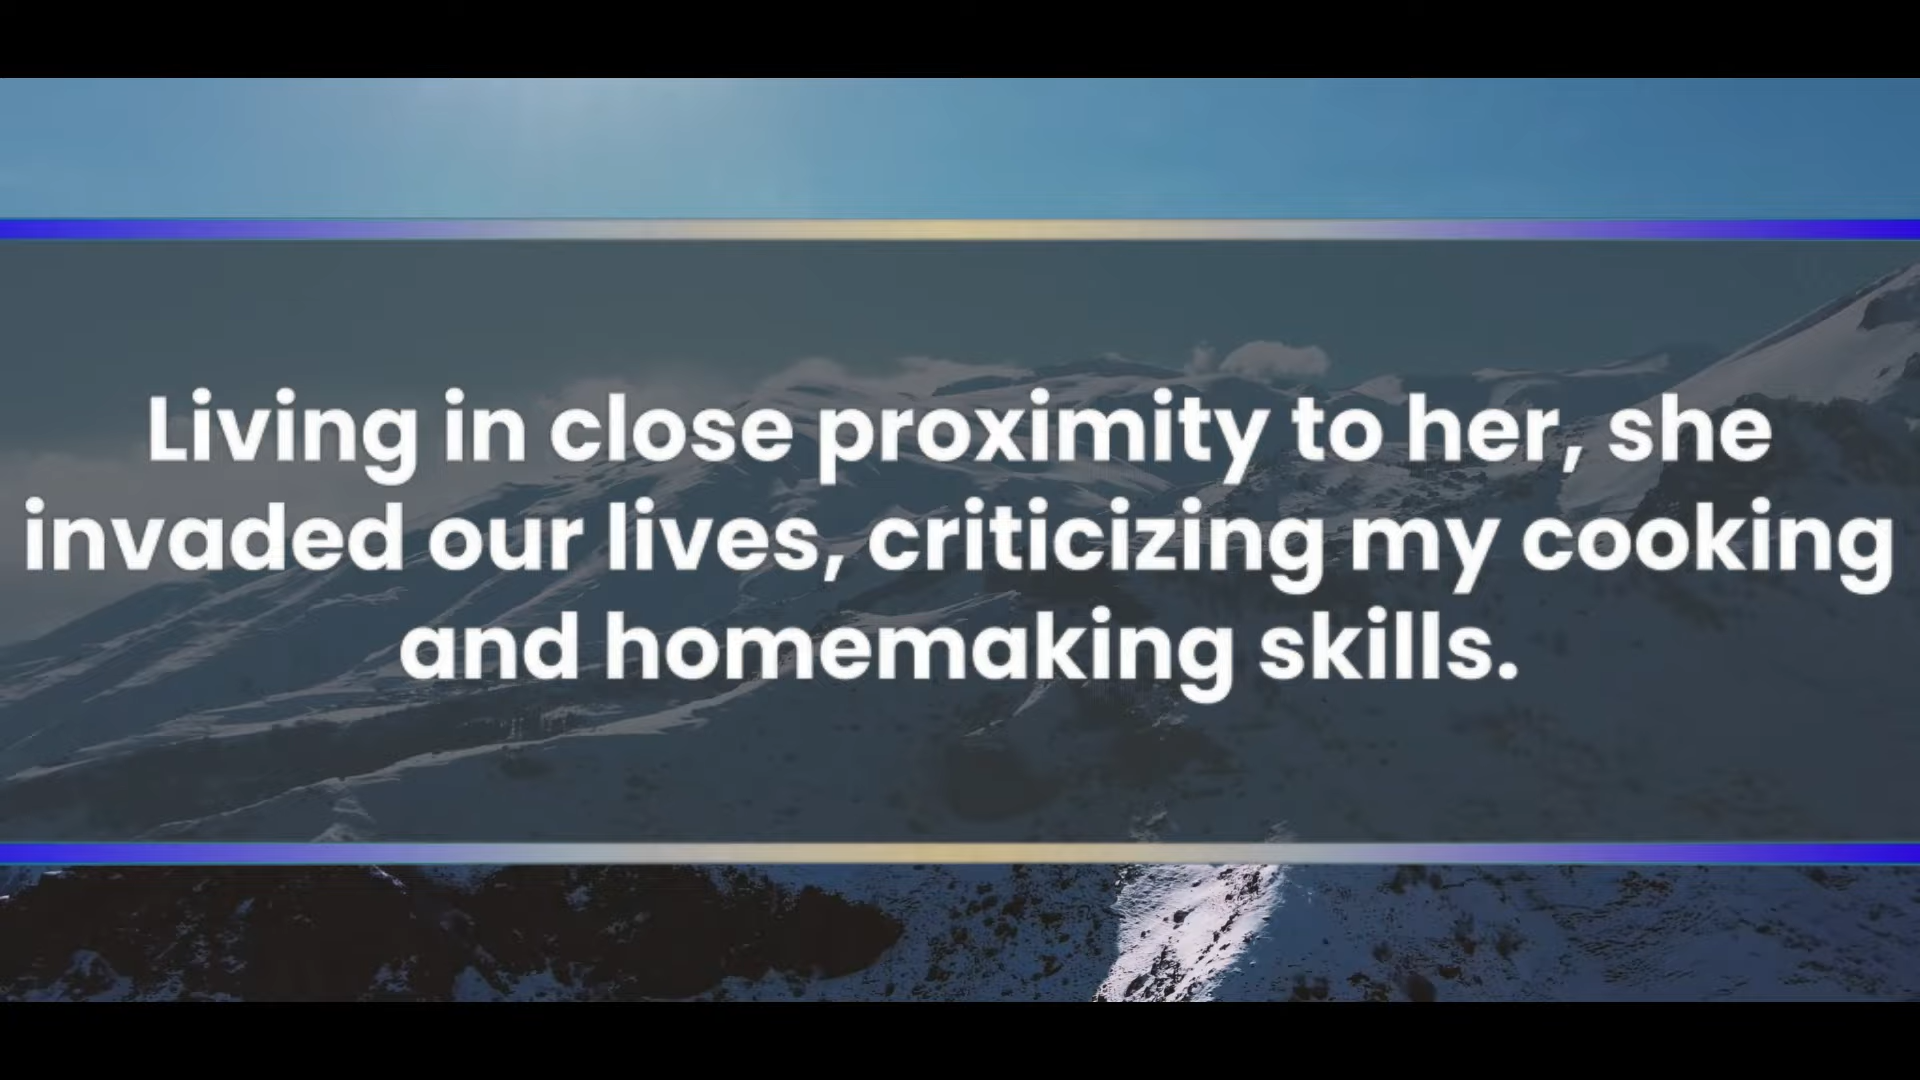 Living in close proximity to her, she
invaded our lives, criticizing my cooking
and homemaking skills.